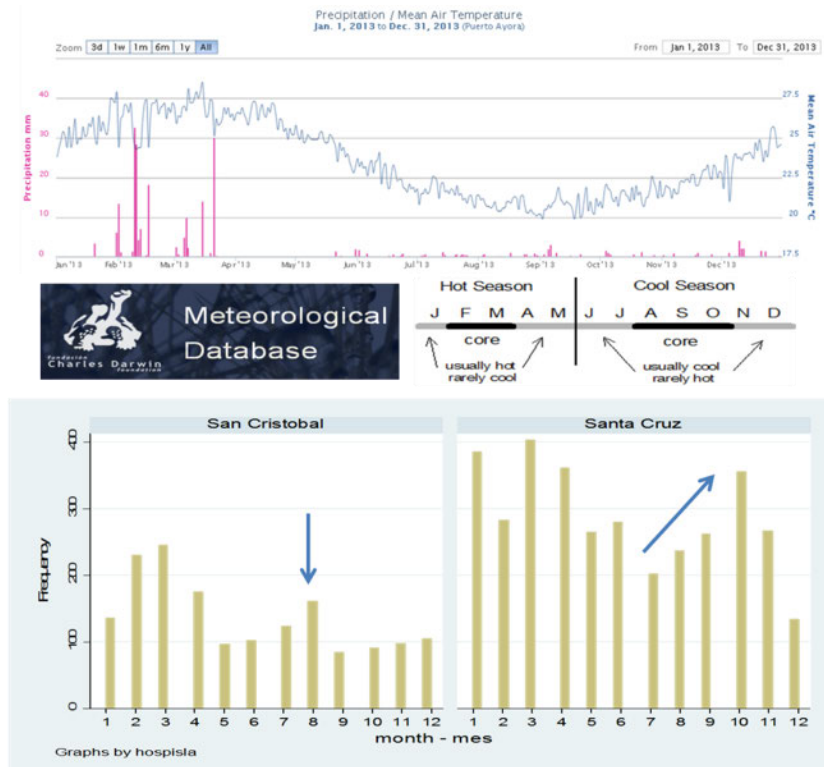 Precipitation / Mean Air Temperature
Jan. 1, 2013 to Dec. 31, 2013 (Puerto Ayora)
Zoom 3d 1w 1m 6m 1y All From Jan 1, 2013 To Dec 31, 2013
Precipitation mm
40
30
20
10
0
27.5
25
22.5
20
17.5
Mean Air Temperature °C
Jan '13 Feb '13 Mar '13 Apr '13 May '13 Jun '13 Jul '13 Aug '13 Sep '13 Oct '13 Nov '13 Dec '13
Fundación
Charles Darwin
Foundation
Meteorological
Database
Hot Season Cool Season
J F M A M J J A S O N D
core core
usually hot
rarely cool
usually cool
rarely hot
San Cristobal Santa Cruz
Frequency
400
300
200
100
0
1 2 3 4 5 6 7 8 9 10 11 12 1 2 3 4 5 6 7 8 9 10 11 12
month - mes
Graphs by hospisla